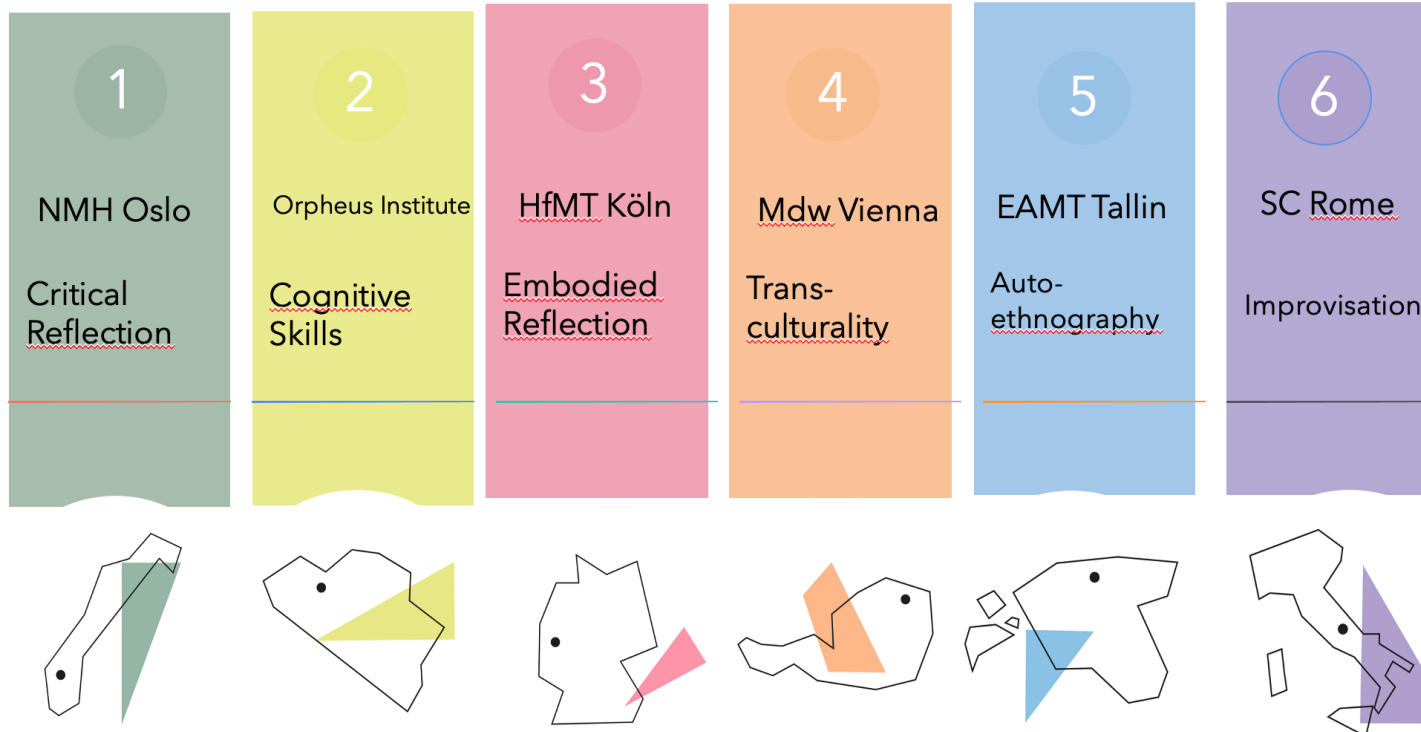 1
NMH Oslo
Critical
Reflection
2
Orpheus Institute
Cognitive
Skills
3
HfMT Köln
Embodied
Reflection
4
Mdw Vienna
Trans-
culturality
5
EAMT Tallin
Auto-
ethnography
6
SC Rome
Improvisation